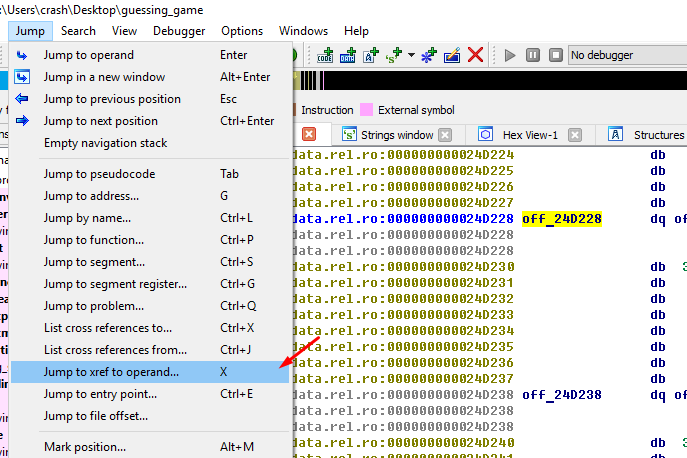 :\Users\crash\Desktop\guessing_game
Jump Search View Debugger Options Windows Help
Jump to operand Enter
Jump in a new window Alt+Enter
Jump to previous position Esc
Jump to next position Ctrl+Enter
Empty navigation stack
Jump to pseudocode Tab
Jump to address... G
Jump by name... Ctrl+L
Jump to function... Ctrl+P
Jump to segment... Ctrl+S
Jump to segment register... Ctrl+G
Jump to problem... Ctrl+Q
List cross references to... Ctrl+X
List cross references from... Ctrl+J
Jump to xref to operand... X
Jump to entry point... Ctrl+E
Jump to file offset...
Mark position... Alt+M
No debugger
Instruction External symbol
Strings window Hex View-1 Structures
data.rel.ro:000000000024D224 db
data.rel.ro:000000000024D225 db
data.rel.ro:000000000024D226 db
data.rel.ro:000000000024D227 db
data.rel.ro:000000000024D228 off_24D228 dq of
data.rel.ro:000000000024D228
data.rel.ro:000000000024D228
data.rel.ro:000000000024D230 db 3
data.rel.ro:000000000024D231 db
data.rel.ro:000000000024D232 db
data.rel.ro:000000000024D233 db
data.rel.ro:000000000024D234 db
data.rel.ro:000000000024D235 db
data.rel.ro:000000000024D236 db
data.rel.ro:000000000024D237 db
data.rel.ro:000000000024D238 off_24D238 dq of
data.rel.ro:000000000024D238
data.rel.ro:000000000024D238
data.rel.ro:000000000024D240 db 3